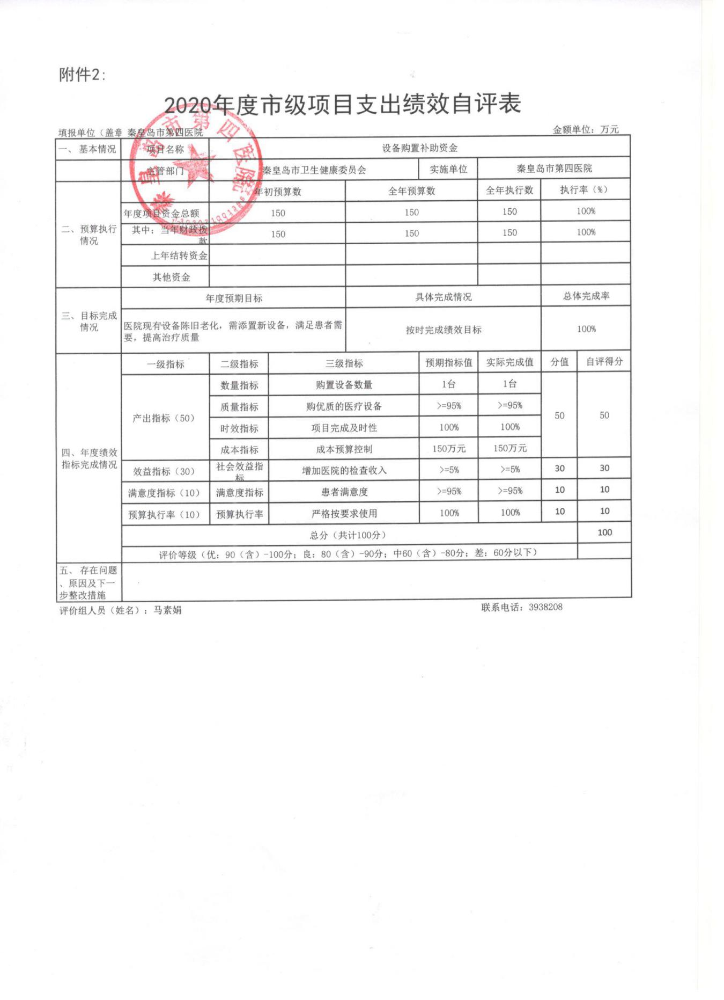 附件2：
2020年度市级项目支出绩效自评表
填报单位（盖章 秦皇岛市第四医院 金额单位：万元
一、基本情况 项目名称 设备购置补助资金
主管部门 秦皇岛市卫生健康委员会 实施单位 秦皇岛市第四医院
年初预算数 全年预算数 全年执行数 执行率（%）
年度项目资金总额 150 150 150 100%
二、预算执行
情况
其中：当年财政拨
款
150 150 150 100%
上年结转资金
其他资金
年度预期目标 具体完成情况 总体完成率
三、目标完成
情况
医院现有设备陈旧老化，需添置新设备，满足患者需
要，提高治疗质量
按时完成绩效目标 100%
一级指标 二级指标 三级指标 预期指标值 实际完成值 分值 自评得分
四、年度绩效
指标完成情况
产出指标（50） 数量指标 购置设备数量 1台 1台 50 50
质量指标 购优质的医疗设备 >=95% >=95%
时效指标 项目完成及时性 100% 100%
成本指标 成本预算控制 150万元 150万元
效益指标（30） 社会效益指
标
增加医院的检查收入 >=5% >=5% 30 30
满意度指标（10） 满意度指标 患者满意度 >=95% >=95% 10 10
预算执行率（10） 预算执行率 严格按要求使用 100% 100% 10 10
总分（共计100分） 100
评价等级（优：90（含）-100分；良：80（含）-90分；中60（含）-80分；差：60分以下）
五、存在问题
、原因及下一
步整改措施
评价组人员（姓名）：马素娟 联系电话：3938208
秦皇岛市第四医院